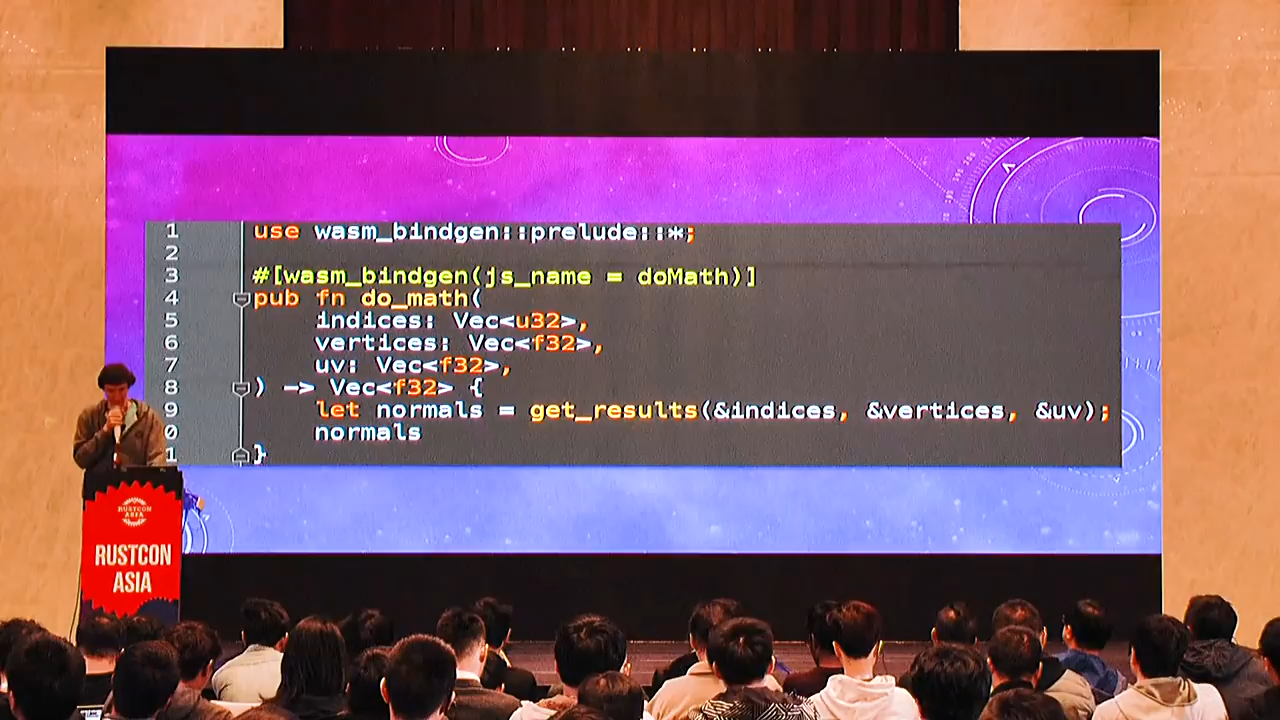 1 use wasm_bindgen::prelude::*;
2
3 #[wasm_bindgen(js_name = doMath)]
4 pub fn do_math(
5 indices: Vec<u32>,
6 vertices: Vec<f32>,
7 uv: Vec<f32>,
8 ) -> Vec<f32> {
9 let normals = get_results(&indices, &vertices, &uv);
0 normals
1 }
RUSTCON
ASIA
RUSTCON
ASIA